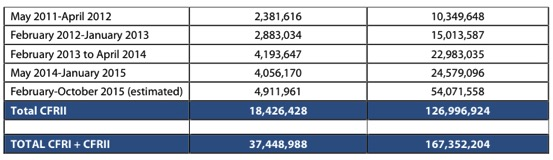 May 2011-April 2012 2,381,616 10,349,648
February 2012-January 2013 2,883,034 15,013,587
February 2013 to April 2014 4,193,647 22,983,035
May 2014-January 2015 4,056,170 24,579,096
February-October 2015 (estimated) 4,911,961 54,071,558
Total CFRII 18,426,428 126,996,924
TOTAL CFRI + CFRII 37,448,988 167,352,204